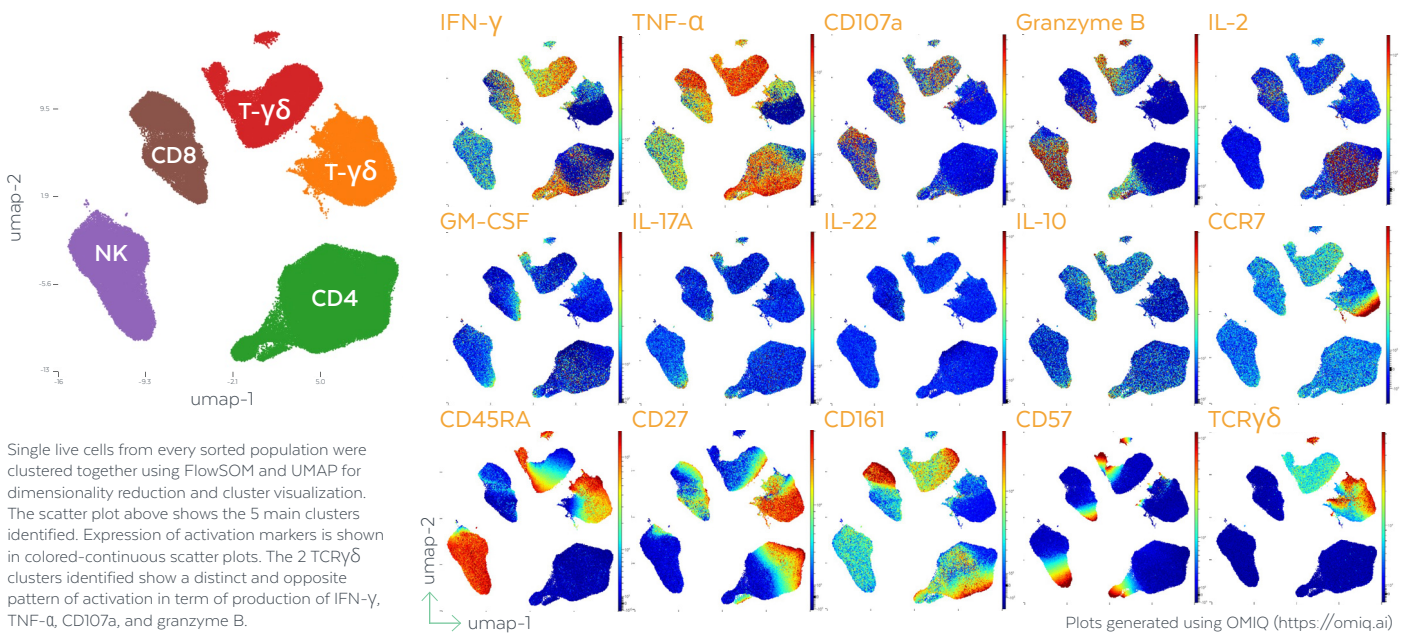 IFN-γ
TNF-α
CD107a
Granzyme B
IL-2
T-γδ
CD8
T-γδ
NK
CD4
umap-2
9.5
1.9
-5.6
-13
-16
-9.3
-2.1
5.0
umap-1
GM-CSF
IL-17A
IL-22
IL-10
CCR7
CD45RA
CD27
CD161
CD57
TCRγδ
Single live cells from every sorted population were
clustered together using FlowSOM and UMAP for
dimensionality reduction and cluster visualization.
The scatter plot above shows the 5 main clusters
identified. Expression of activation markers is shown
in colored-continuous scatter plots. The 2 TCRγδ
clusters identified show a distinct and opposite
pattern of activation in term of production of IFN-γ,
TNF-α, CD107a, and granzyme B.
umap-2
umap-1
Plots generated using OMIQ (https://omiq.ai)